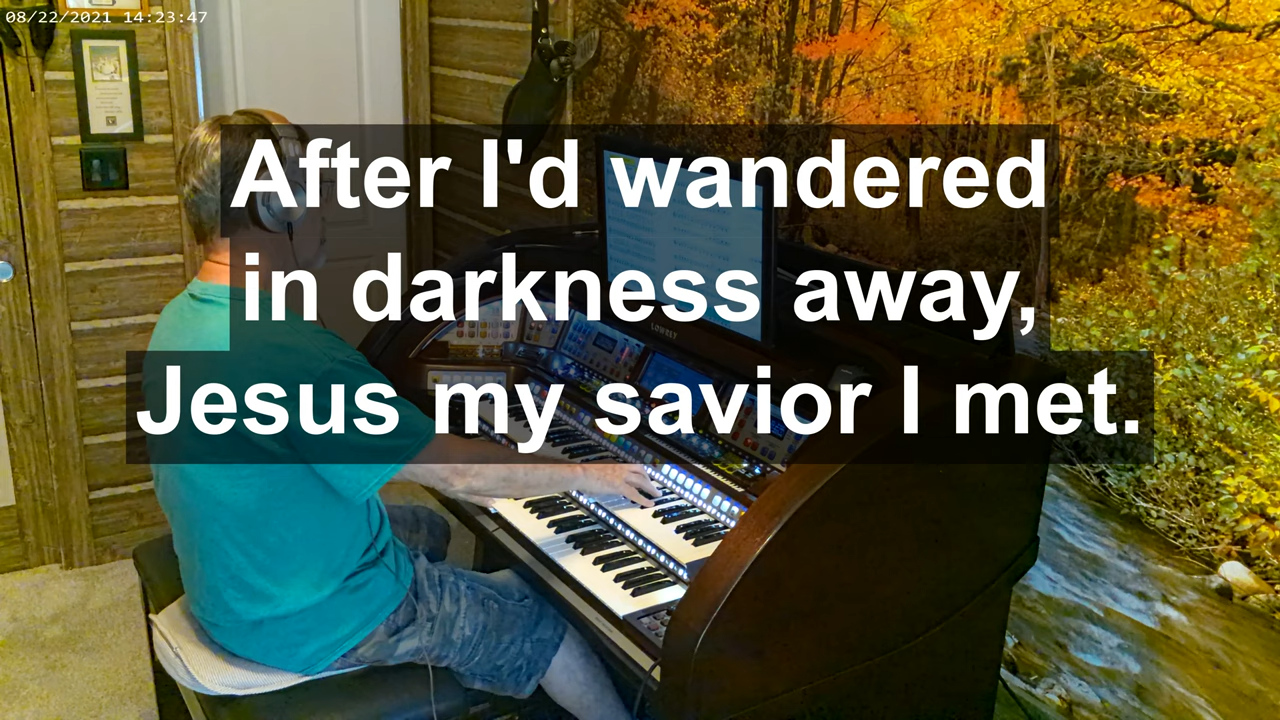 08/22/2021 14:23:47
After I'd wandered
in darkness away,
Jesus my savior I met.
LOWREY